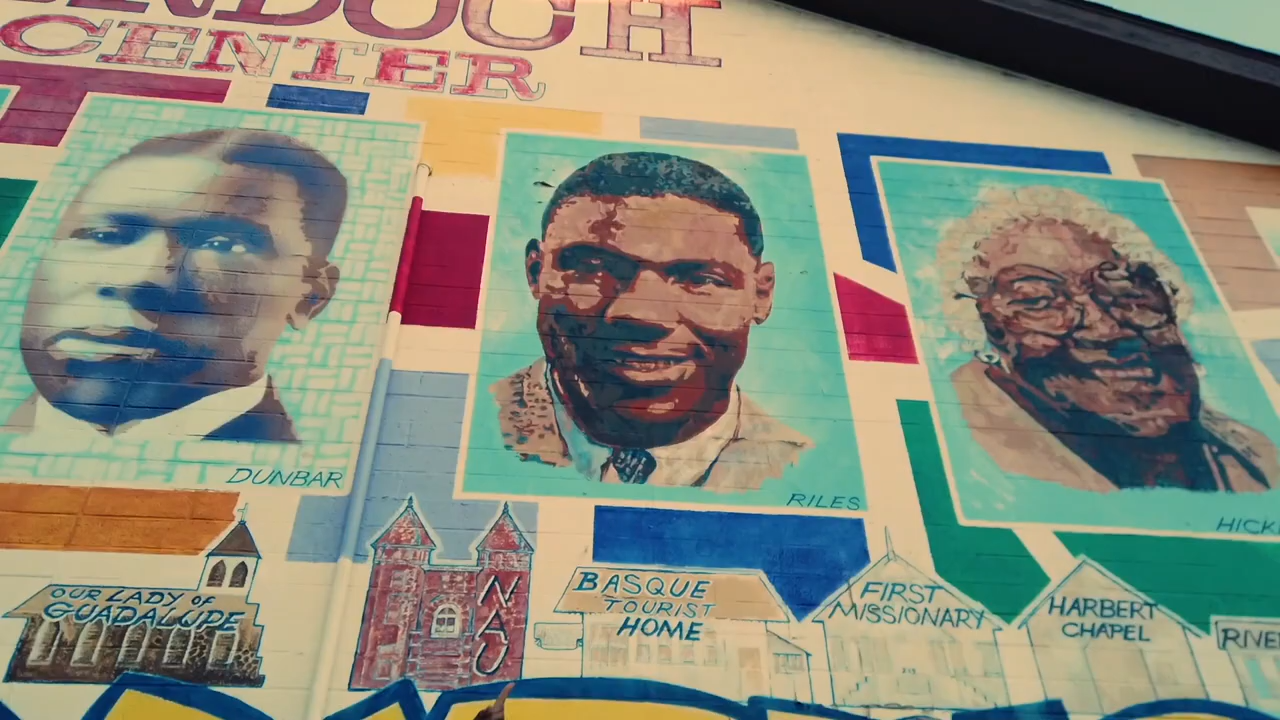 CENTER
DUNBAR
RILES
OUR LADY OF
GUADALUPE
NAU
BASQUE
TOURIST
HOME
FIRST
MISSIONARY
HARBERT
CHAPEL